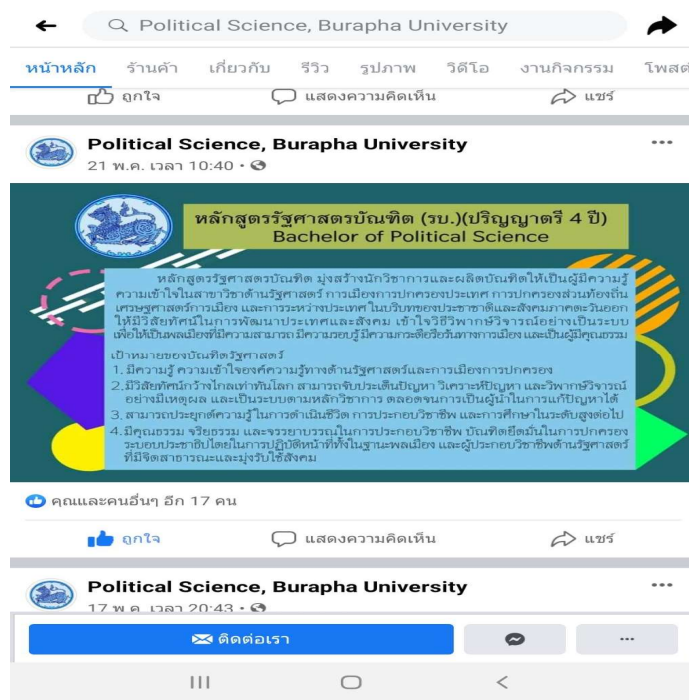 Political Science, Burapha University
หน้าหลัก ร้านค้า เกี่ยวกับ รีวิว รูปภาพ วิดีโอ งานกิจกรรม โพสต์
ถูกใจ แสดงความคิดเห็น แชร์
Political Science, Burapha University
21 พ.ค. เวลา 10:40
หลักสูตรรัฐศาสตรบัณฑิต (รบ.)(ปริญญาตรี 4 ปี)
Bachelor of Political Science
หลักสูตรรัฐศาสตรบัณฑิต มุ่งสร้างนักวิชาการและผลิตบัณฑิตให้เป็นผู้มีความรู้
ความเข้าใจในสาขาวิชาด้านรัฐศาสตร์ การเมืองการปกครองประเทศ การปกครองส่วนท้องถิ่น
เศรษฐศาสตร์การเมือง และการระหว่างประเทศ ในบริบทของประชาชาติและสังคมภาคตะวันออก
ให้มีวิสัยทัศน์ในการพัฒนาประเทศและสังคม เข้าใจวิธีวิพากษ์วิจารณ์อย่างเป็นระบบ
เพื่อให้เป็นพลเมืองที่มีความสามารถ มีความรอบรู้ มีความกระตือรือร้นทางการเมือง และเป็นผู้มีคุณธรรม
เป้าหมายของบัณฑิตรัฐศาสตร์
1. มีความรู้ ความเข้าใจองค์ความรู้ทางด้านรัฐศาสตร์และการเมืองการปกครอง
2. มีวิสัยทัศน์กว้างไกลเท่าทันโลก สามารถจับประเด็นปัญหา วิเคราะห์ปัญหา และวิพากษ์วิจารณ์
อย่างมีเหตุผล และเป็นระบบตามหลักวิชาการ ตลอดจนการเป็นผู้นำในการแก้ปัญหาได้
3. สามารถประยุกต์ความรู้ในการดำเนินชีวิต การประกอบวิชาชีพ และการศึกษาในระดับสูงต่อไป
4. มีคุณธรรม จริยธรรม และจรรยาบรรณในการประกอบวิชาชีพ บัณฑิตยึดมั่นในการปกครอง
ระบอบประชาธิปไตยในการปฏิบัติหน้าที่ทั้งในฐานะพลเมือง และผู้ประกอบวิชาชีพด้านรัฐศาสตร์
ที่มีจิตสาธารณะและมุ่งรับใช้สังคม
คุณและคนอื่นๆ อีก 17 คน
ถูกใจ แสดงความคิดเห็น แชร์
Political Science, Burapha University
17 พ.ค. เวลา 20:43
ติดต่อเรา